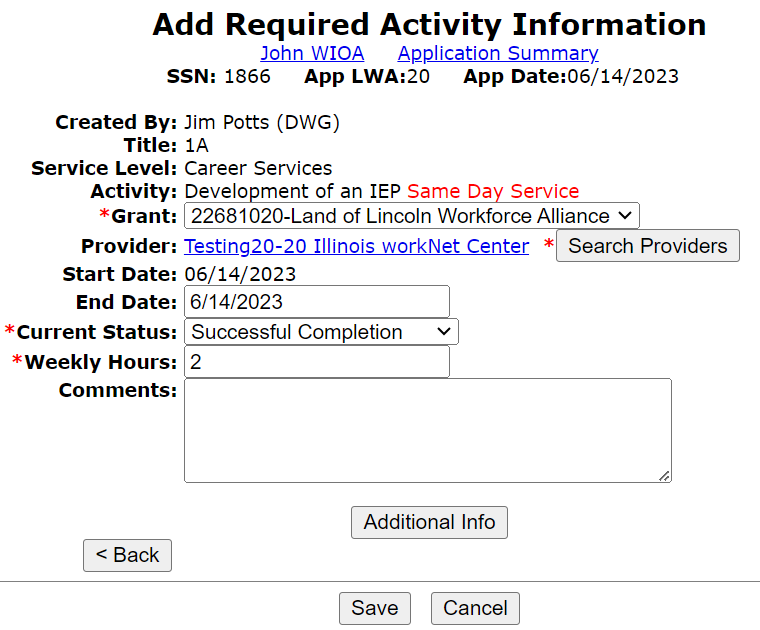 Add Required Activity Information
John WIOA Application Summary
SSN: 1866 App LWA:20 App Date:06/14/2023
Created By: Jim Potts (DWG)
Title: 1A
Service Level: Career Services
Activity: Development of an IEP Same Day Service
*Grant: 22681020-Land of Lincoln Workforce Alliance
Provider: Testing20-20 Illinois workNet Center * Search Providers
Start Date: 06/14/2023
End Date: 6/14/2023
*Current Status: Successful Completion
*Weekly Hours: 2
Comments:
Additional Info
< Back
Save Cancel